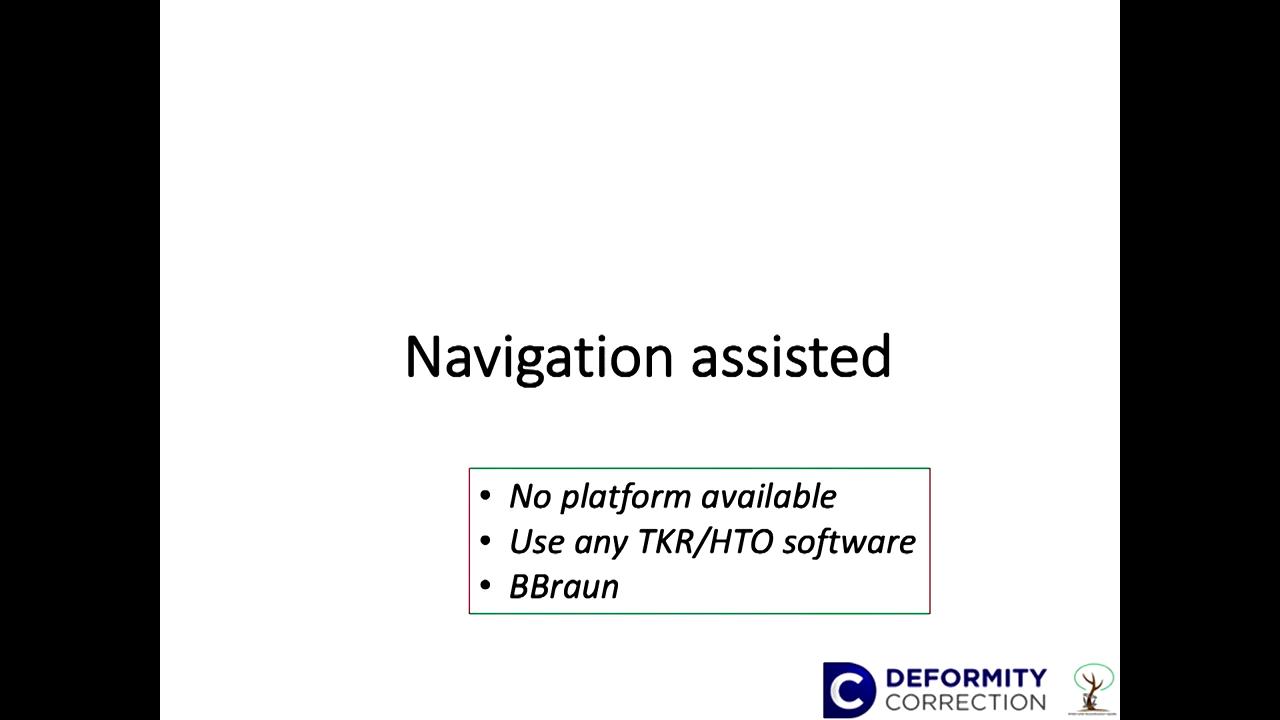 Navigation assisted
• No platform available
• Use any TKR/HTO software
• BBraun
DEFORMITY
CORRECTION